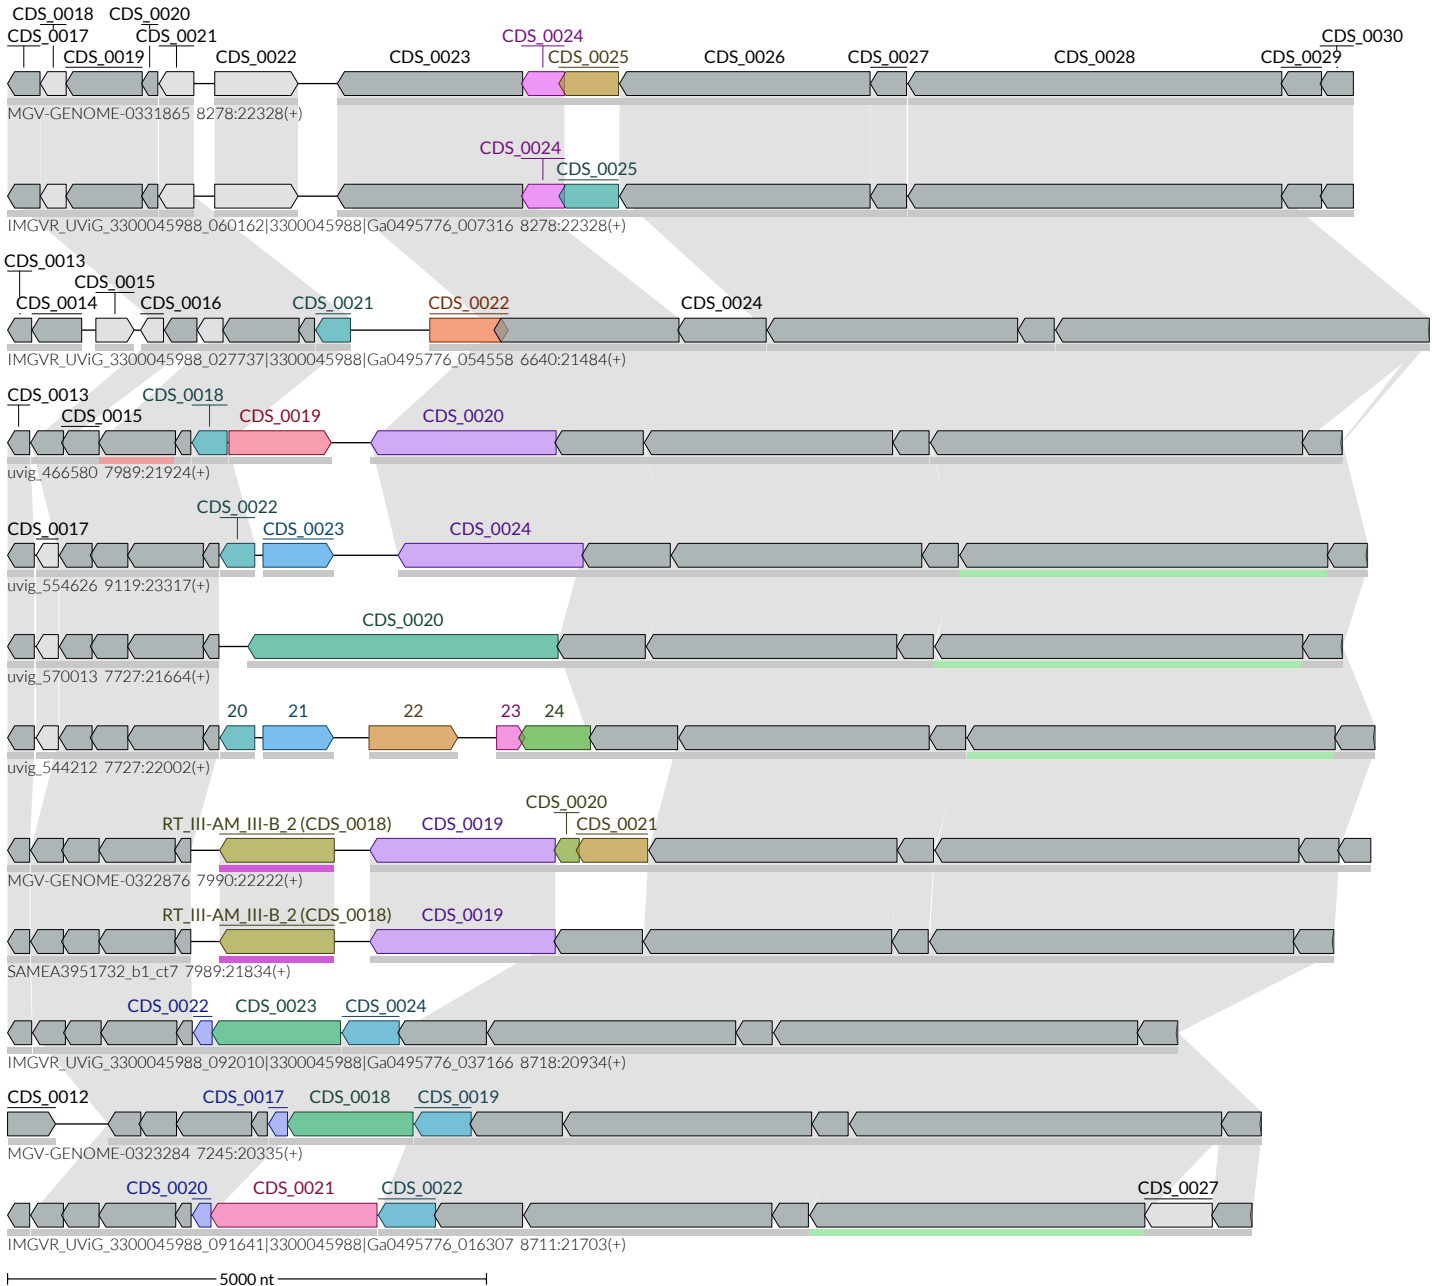 CDS_0018 CDS_0020
CDS_0017 CDS_0021 CDS_0024 CDS_0030
CDS_0019 CDS_0022 CDS_0023 CDS_0025 CDS_0026 CDS_0027 CDS_0028 CDS_0029
MGV-GENOME-0331865 8278:22328(+)
CDS_0024
CDS_0025
IMGVR_UViG_3300045988_060162|3300045988|Ga0495776_007316 8278:22328(+)
CDS_0013
CDS_0015
CDS_0014 CDS_0016 CDS_0021 CDS_0022 CDS_0024
IMGVR_UViG_3300045988_027737|3300045988|Ga0495776_054558 6640:21484(+)
CDS_0013 CDS_0018
CDS_0015 CDS_0019 CDS_0020
uvig_466580 7989:21924(+)
CDS_0022
CDS_0017 CDS_0023 CDS_0024
uvig_554626 9119:23317(+)
CDS_0020
uvig_570013 7727:21664(+)
20 21 22 23 24
uvig_544212 7727:22002(+)
CDS_0020
RT_III-AM_III-B_2 (CDS_0018) CDS_0019 CDS_0021
MGV-GENOME-0322876 7990:22222(+)
RT_III-AM_III-B_2 (CDS_0018) CDS_0019
SAMEA3951732_b1_ct7 7989:21834(+)
CDS_0022 CDS_0023 CDS_0024
IMGVR_UViG_3300045988_092010|3300045988|Ga0495776_037166 8718:20934(+)
CDS_0012 CDS_0017 CDS_0018 CDS_0019
MGV-GENOME-0323284 7245:20335(+)
CDS_0020 CDS_0021 CDS_0022 CDS_0027
IMGVR_UViG_3300045988_091641|3300045988|Ga0495776_016307 8711:21703(+)
5000 nt